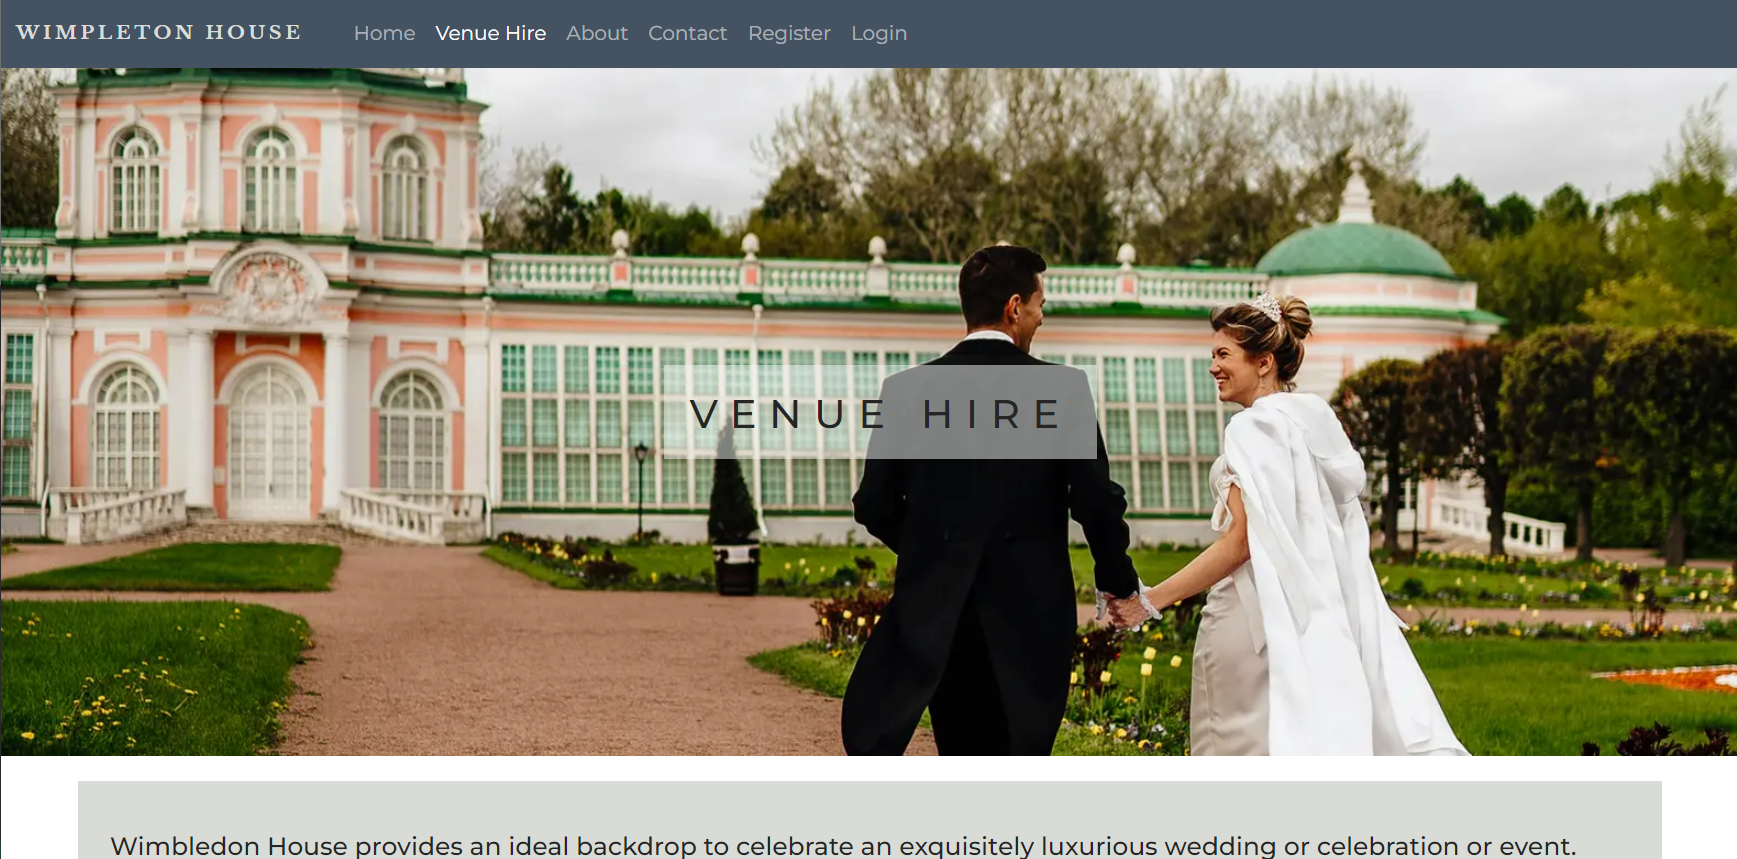 WIMPLETON HOUSE Home Venue Hire About Contact Register Login
VENUE HIRE
Wimbledon House provides an ideal backdrop to celebrate an exquisitely luxurious wedding or celebration or event.